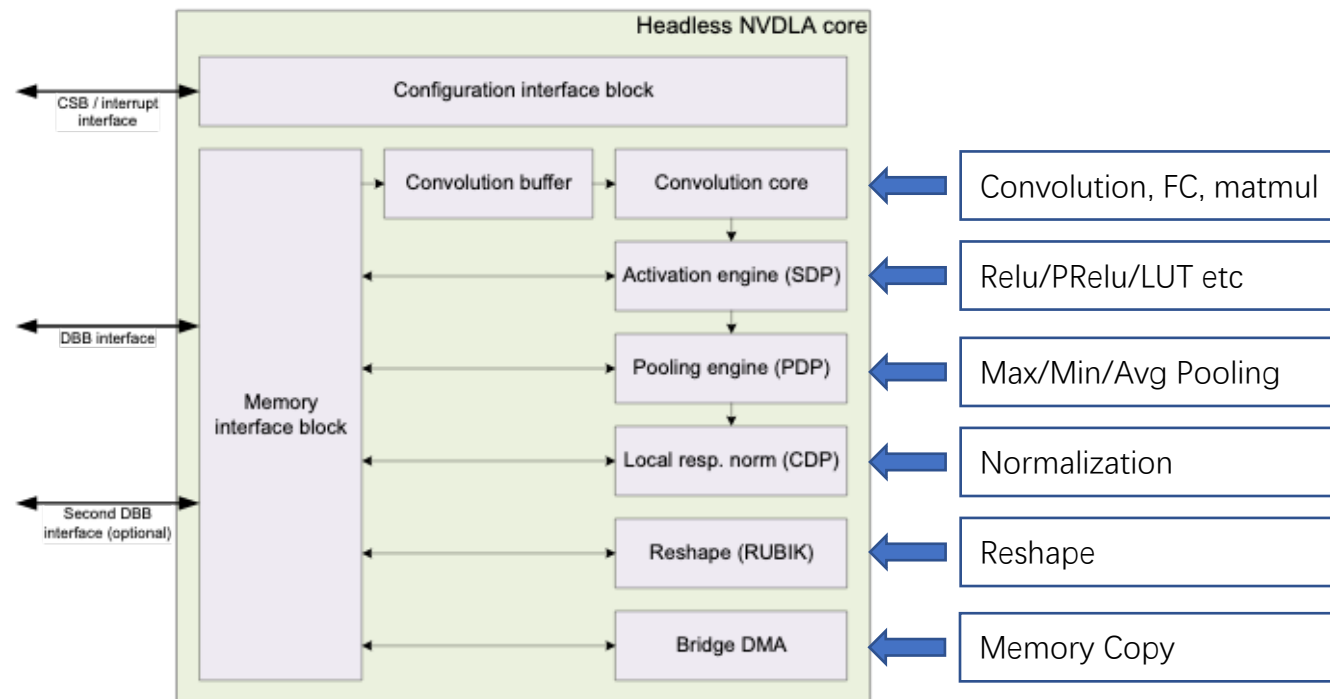 Headless NVDLA core
Configuration interface block
CSB / interrupt
interface
Convolution buffer
Convolution core
Convolution, FC, matmul
Activation engine (SDP)
Relu/PRelu/LUT etc
DBB interface
Pooling engine (PDP)
Max/Min/Avg Pooling
Memory
interface block
Local resp. norm (CDP)
Normalization
Second DBB
interface (optional)
Reshape (RUBIK)
Reshape
Bridge DMA
Memory Copy